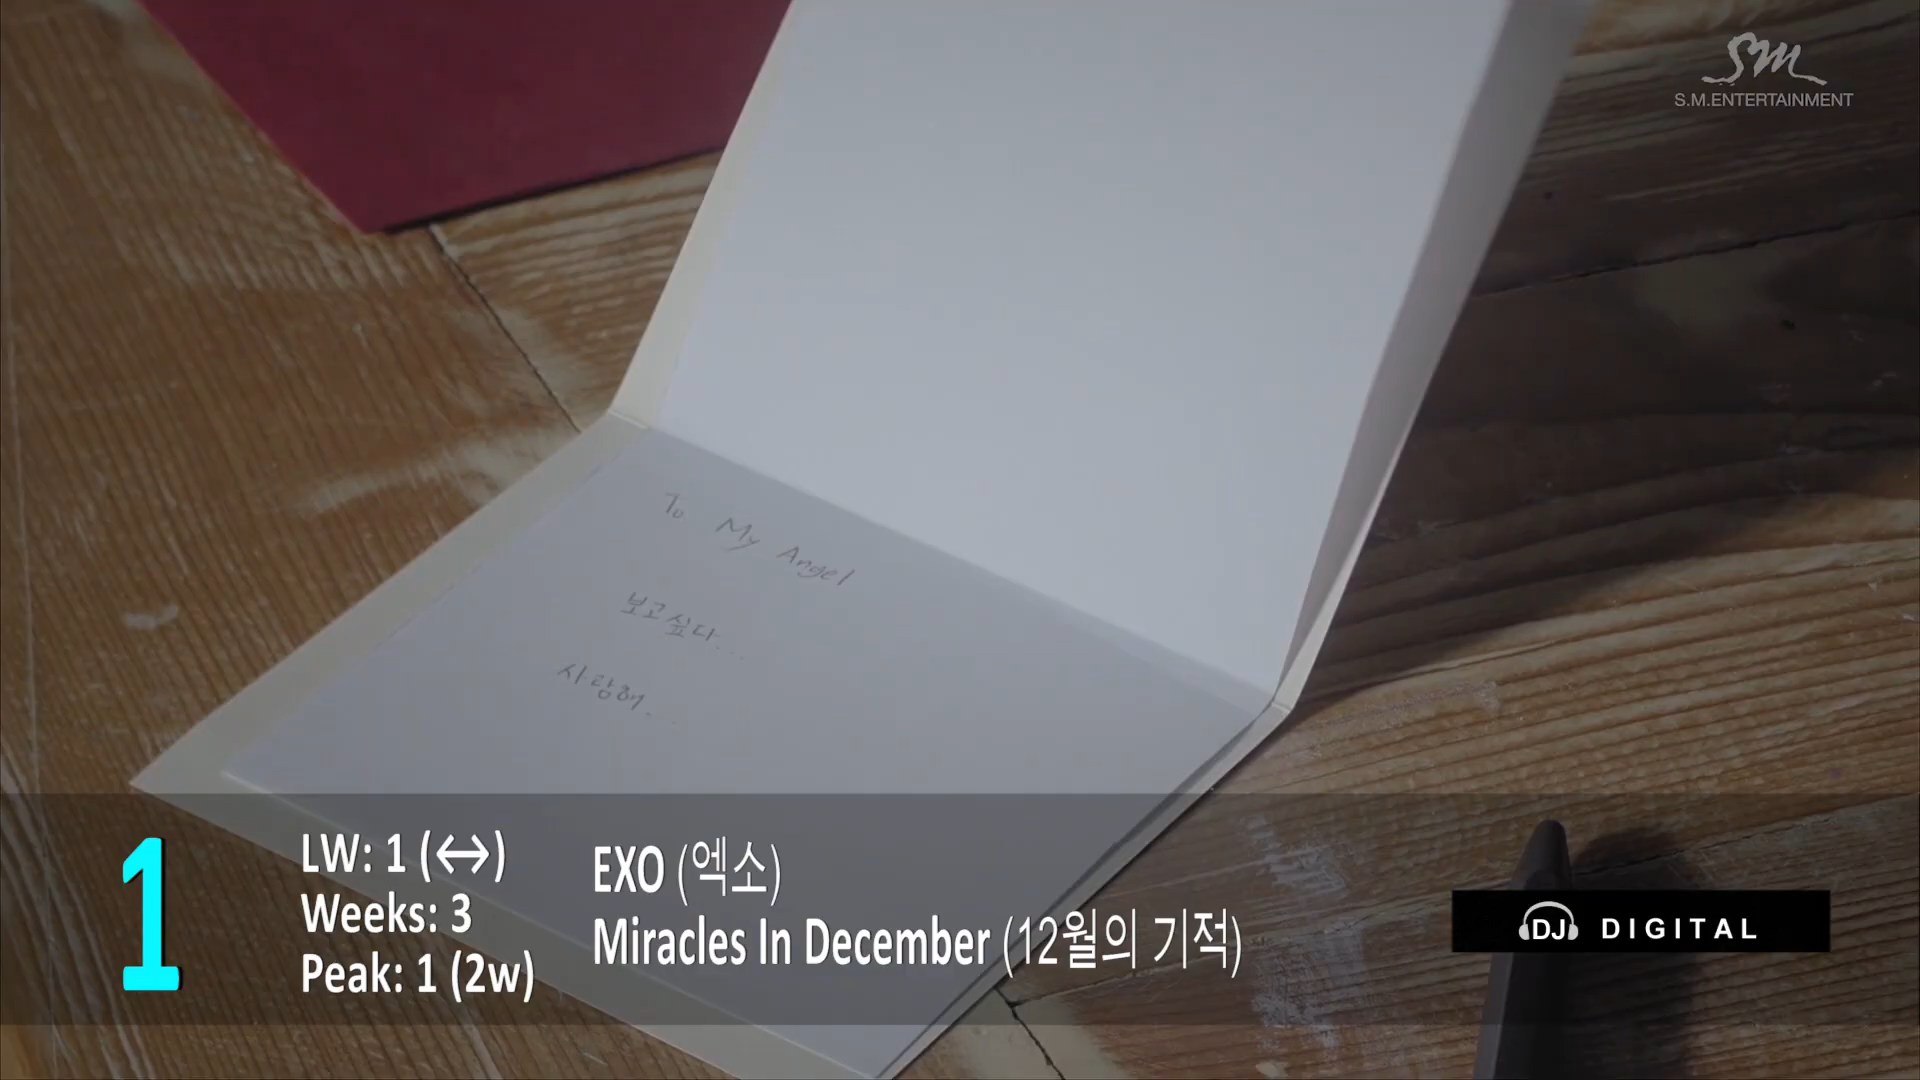 Sm
S.M.ENTERTAINMENT
To My Angel
보고싶다...
사랑해...
1
LW: 1 (↔)
Weeks: 3
Peak: 1 (2w)
EXO (엑소)
Miracles In December (12월의 기적)
DJ DIGITAL